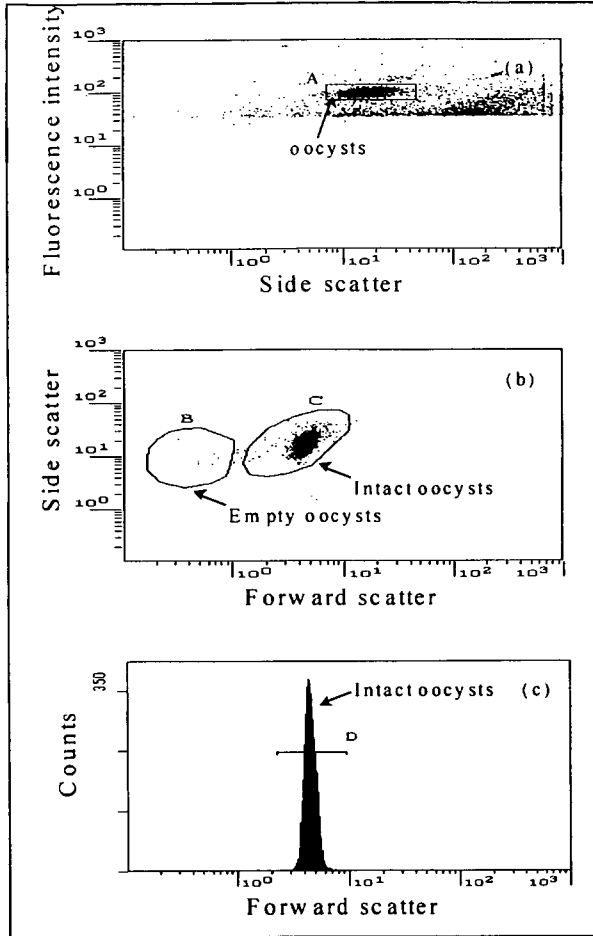 Fluorescence intensity
10³
10²
10¹
10⁰
A
(a)
oocysts
10⁰ 10¹ 10² 10³
Side scatter
Side scatter
10³
10²
10¹
10⁰
(b)
B
C
Intact oocysts
Empty oocysts
10⁰ 10¹ 10² 10³
Forward scatter
Counts
350
Intact oocysts (c)
D
10⁰ 10¹ 10² 10³
Forward scatter